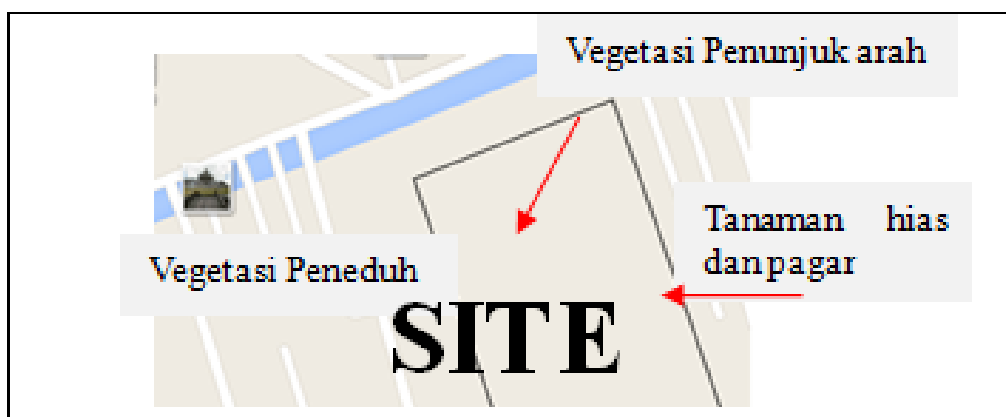 Vegetasi Penunjuk arah
Tanaman hias
dan pagar
Vegetasi Peneduh
SITE